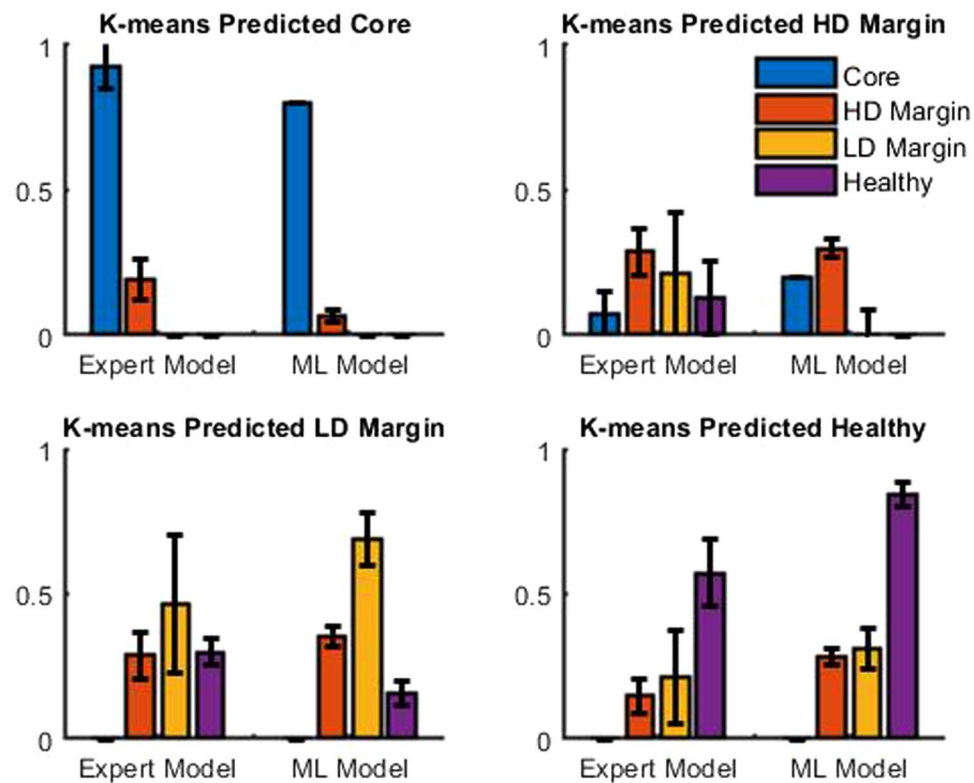 K-means Predicted Core
1
0.5
0
Expert Model
ML Model
K-means Predicted HD Margin
1
0.5
0
Core
HD Margin
LD Margin
Healthy
Expert Model
ML Model
K-means Predicted LD Margin
1
0.5
0
Expert Model
ML Model
K-means Predicted Healthy
1
0.5
0
Expert Model
ML Model